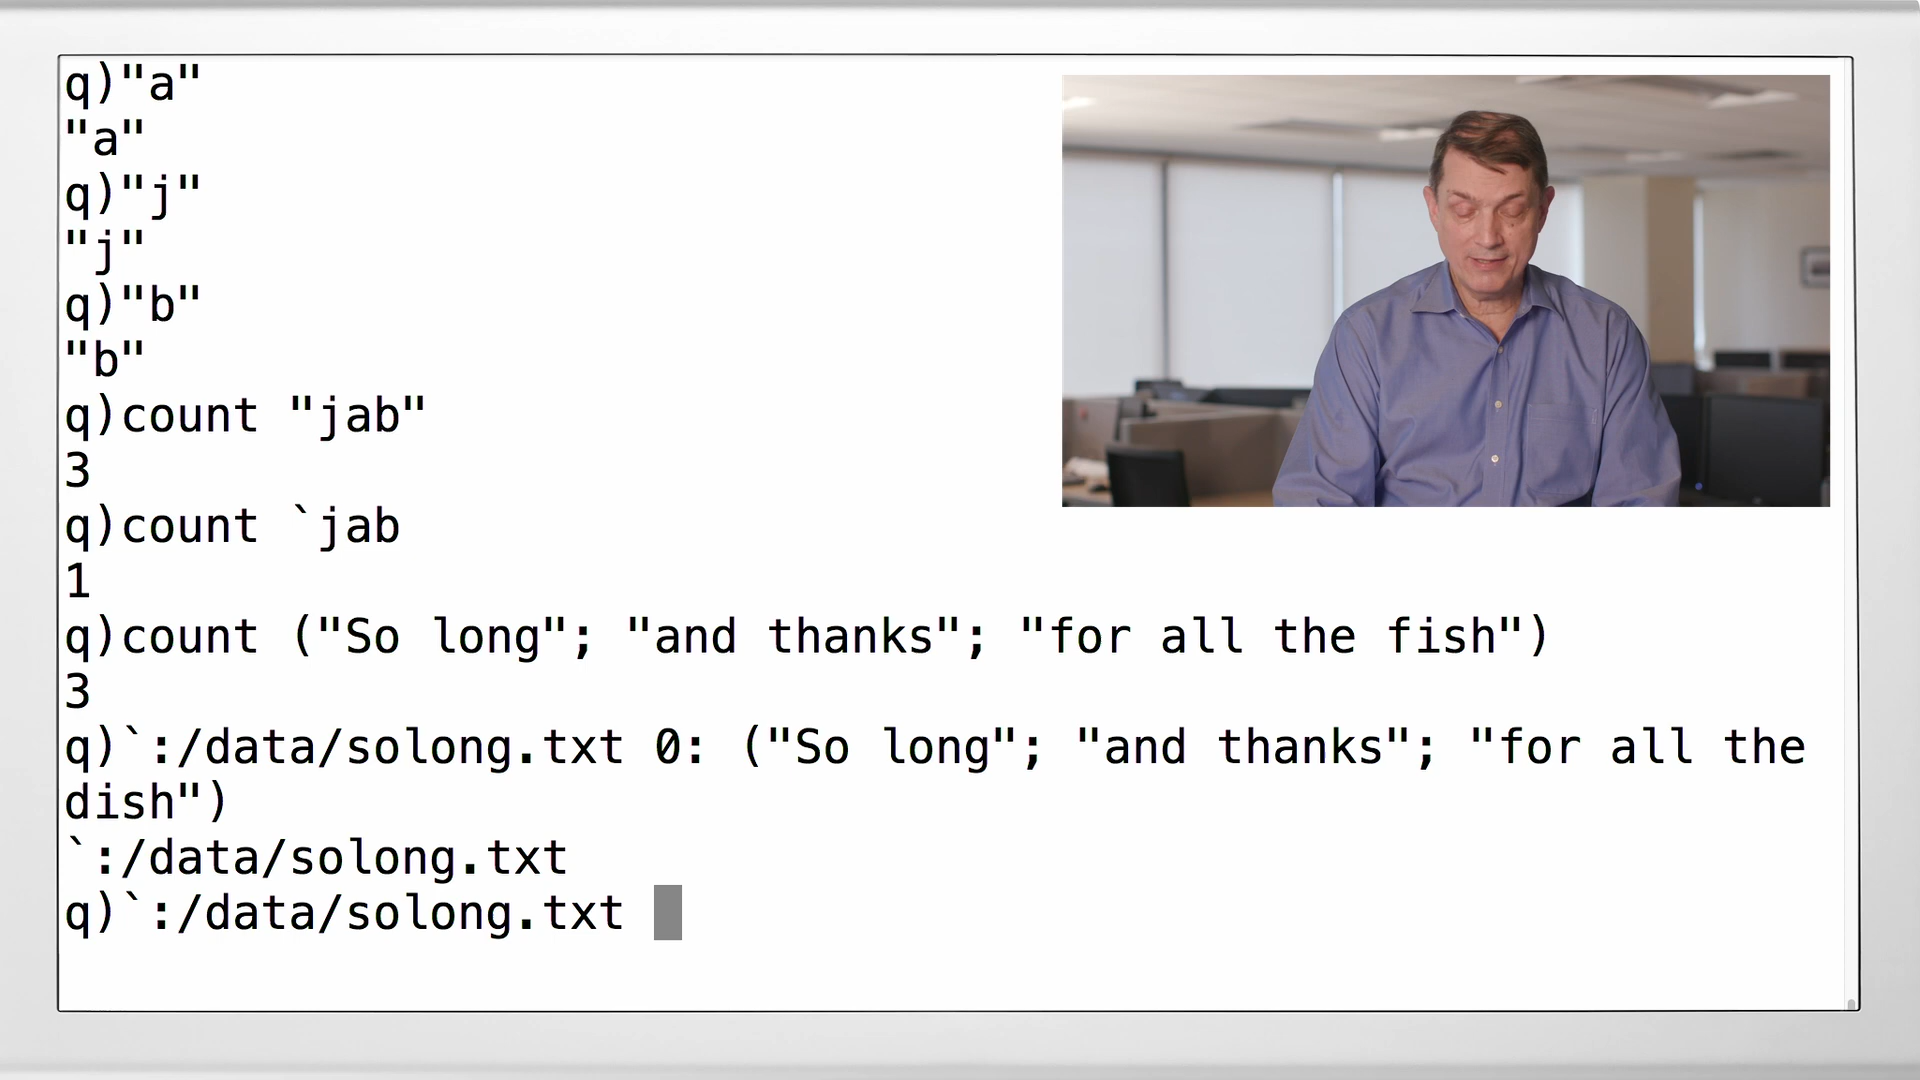 q)"a"
"a"
q)"j"
"j"
q)"b"
"b"
q)count "jab"
3
q)count `jab
1
q)count ("So long"; "and thanks"; "for all the fish")
3
q)`:/data/solong.txt 0: ("So long"; "and thanks"; "for all the
dish")
`:/data/solong.txt
q)`:/data/solong.txt